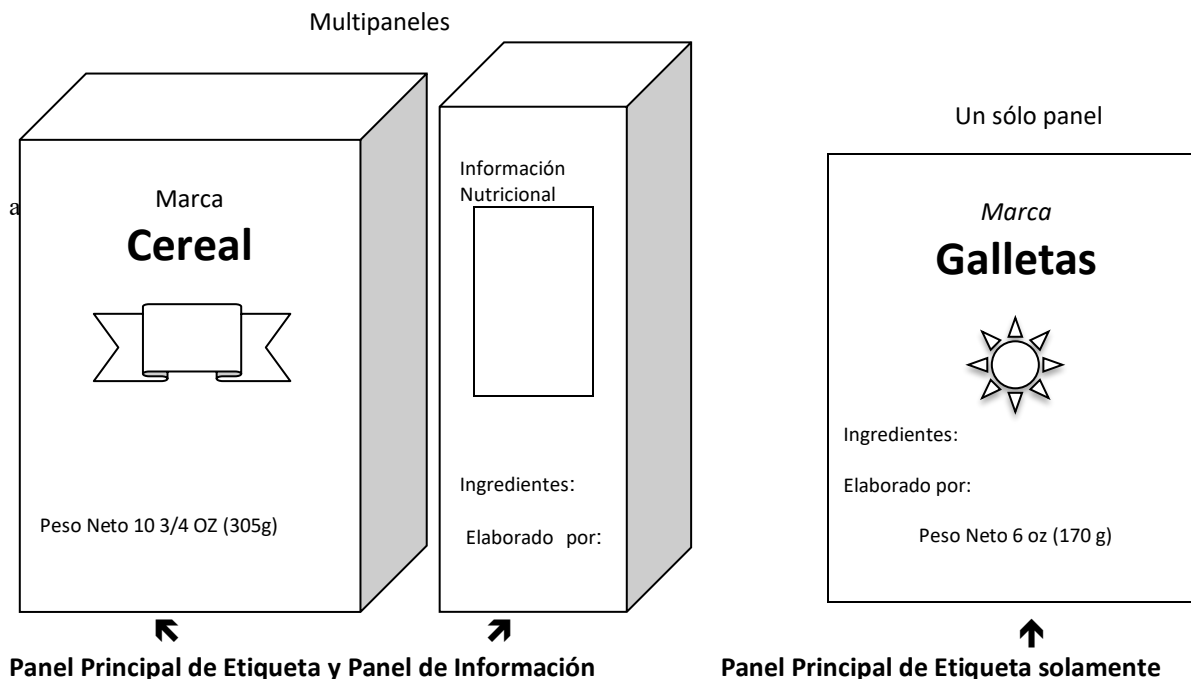 Multipaneles
a
Marca
Cereal
Peso Neto 10 3/4 OZ (305g)
Información
Nutricional
Ingredientes:
Elaborado por:
Un sólo panel
Marca
Galletas
Ingredientes:
Elaborado por:
Peso Neto 6 oz (170 g)
Panel Principal de Etiqueta y Panel de Información
Panel Principal de Etiqueta solamente